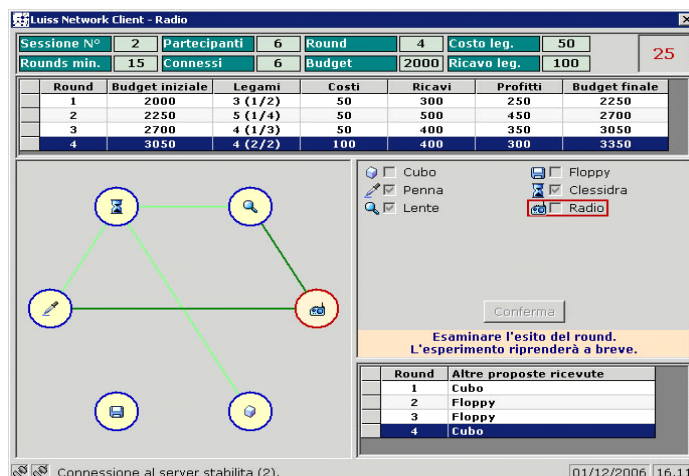 Luiss Network Client - Radio
Sessione N° 2 Partecipanti 6 Round 4 Costo leg. 50
25
Rounds min. 15 Connessi 6 Budget 2000 Ricavo leg. 100
Round Budget iniziale Legami Costi Ricavi Profitti Budget finale
1 2000 3 (1/2) 50 300 250 2250
2 2250 5 (1/4) 50 500 450 2700
3 2700 4 (1/3) 50 400 350 3050
4 3050 4 (2/2) 100 400 300 3350
Cubo Floppy
Penna Clessidra
Lente Radio
Conferma
Esaminare l'esito del round.
L'esperimento riprenderà a breve.
Round Altre proposte ricevute
1 Cubo
2 Floppy
3 Floppy
4 Cubo
Connessione al server stabilita (2). 01/12/2006 16.11